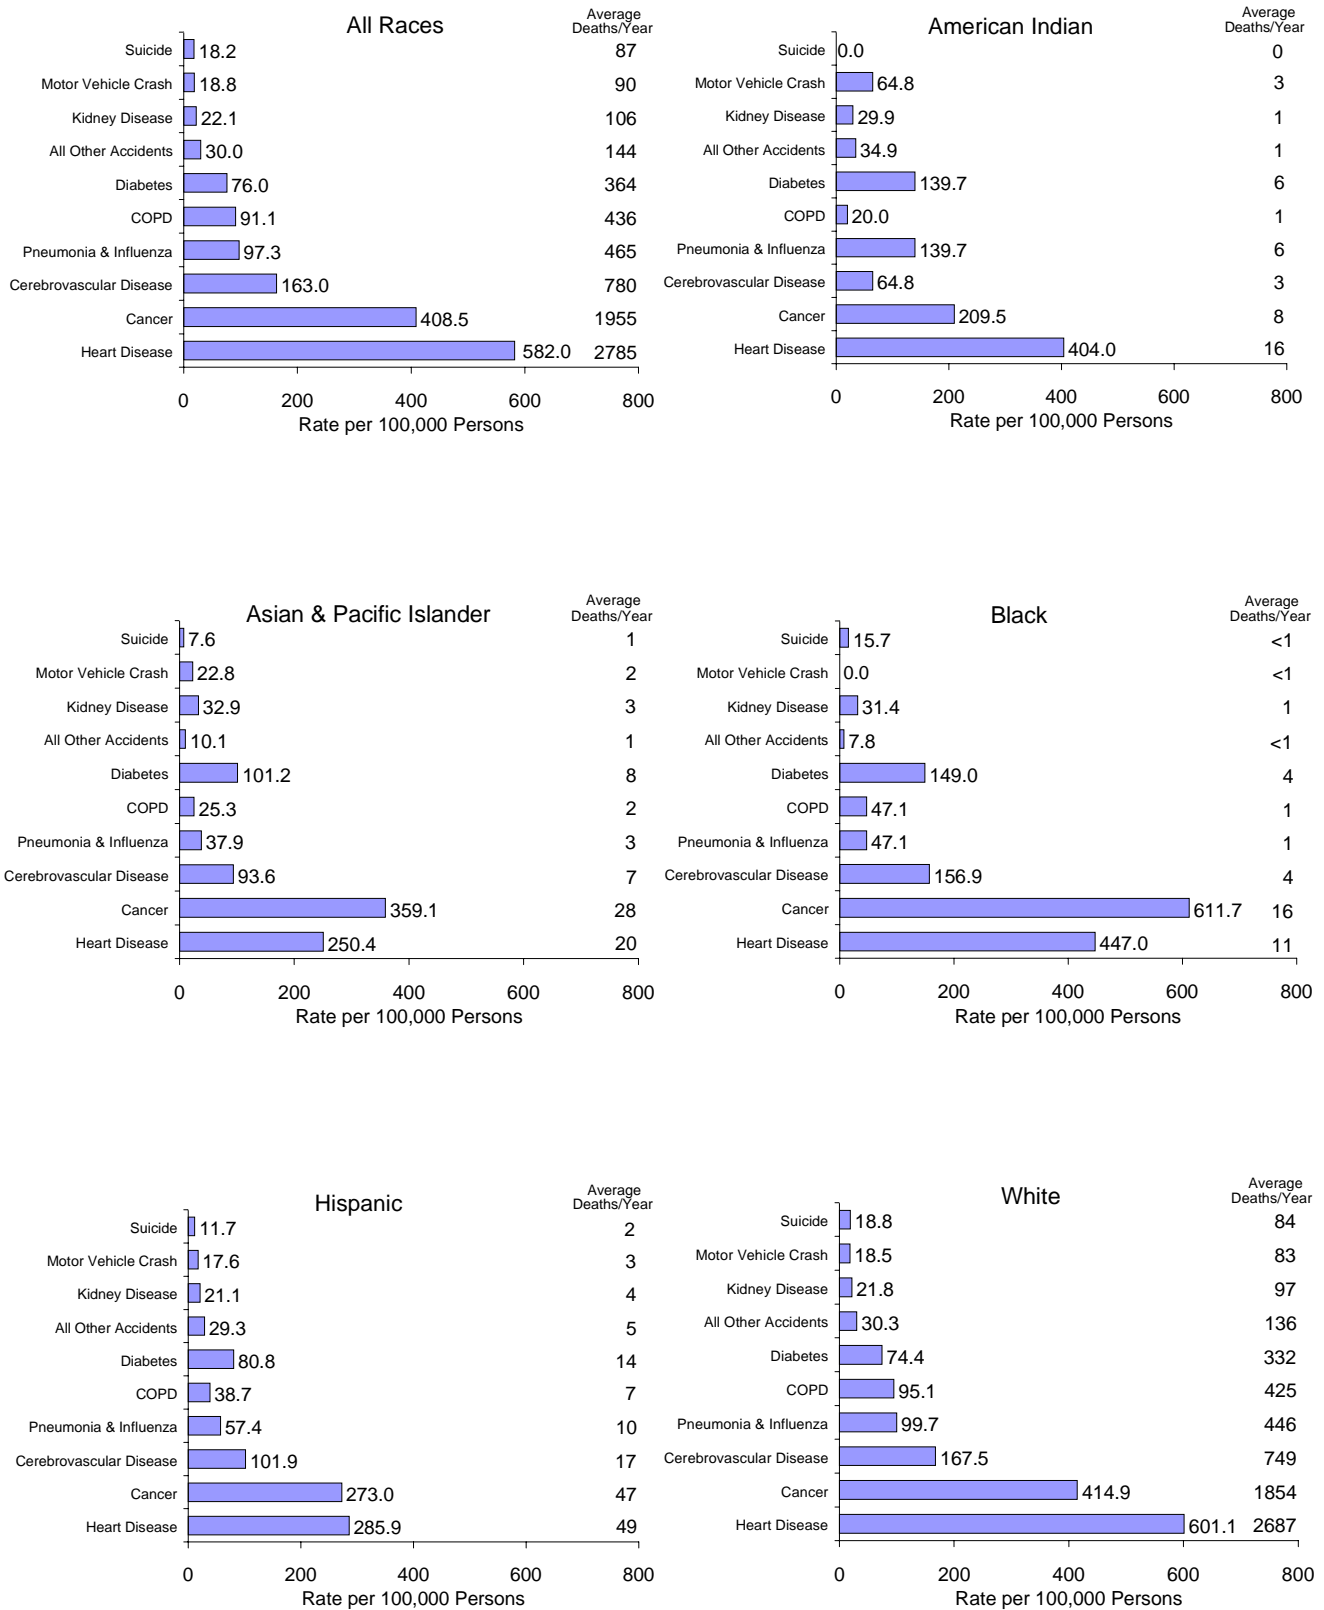 All Races
Average
Deaths/Year
Suicide 18.2 87
Motor Vehicle Crash 18.8 90
Kidney Disease 22.1 106
All Other Accidents 30.0 144
Diabetes 76.0 364
COPD 91.1 436
Pneumonia & Influenza 97.3 465
Cerebrovascular Disease 163.0 780
Cancer 408.5 1955
Heart Disease 582.0 2785
0 200 400 600 800
Rate per 100,000 Persons
American Indian
Average
Deaths/Year
Suicide 0.0 0
Motor Vehicle Crash 64.8 3
Kidney Disease 29.9 1
All Other Accidents 34.9 1
Diabetes 139.7 6
COPD 20.0 1
Pneumonia & Influenza 139.7 6
Cerebrovascular Disease 64.8 3
Cancer 209.5 8
Heart Disease 404.0 16
0 200 400 600 800
Rate per 100,000 Persons
Asian & Pacific Islander
Average
Deaths/Year
Suicide 7.6 1
Motor Vehicle Crash 22.8 2
Kidney Disease 32.9 3
All Other Accidents 10.1 1
Diabetes 101.2 8
COPD 25.3 2
Pneumonia & Influenza 37.9 3
Cerebrovascular Disease 93.6 7
Cancer 359.1 28
Heart Disease 250.4 20
0 200 400 600 800
Rate per 100,000 Persons
Black
Average
Deaths/Year
Suicide 15.7 <1
Motor Vehicle Crash 0.0 <1
Kidney Disease 31.4 1
All Other Accidents 7.8 <1
Diabetes 149.0 4
COPD 47.1 1
Pneumonia & Influenza 47.1 1
Cerebrovascular Disease 156.9 4
Cancer 611.7 16
Heart Disease 447.0 11
0 200 400 600 800
Rate per 100,000 Persons
Hispanic
Average
Deaths/Year
Suicide 11.7 2
Motor Vehicle Crash 17.6 3
Kidney Disease 21.1 4
All Other Accidents 29.3 5
Diabetes 80.8 14
COPD 38.7 7
Pneumonia & Influenza 57.4 10
Cerebrovascular Disease 101.9 17
Cancer 273.0 47
Heart Disease 285.9 49
0 200 400 600 800
Rate per 100,000 Persons
White
Average
Deaths/Year
Suicide 18.8 84
Motor Vehicle Crash 18.5 83
Kidney Disease 21.8 97
All Other Accidents 30.3 136
Diabetes 74.4 332
COPD 95.1 425
Pneumonia & Influenza 99.7 446
Cerebrovascular Disease 167.5 749
Cancer 414.9 1854
Heart Disease 601.1 2687
0 200 400 600 800
Rate per 100,000 Persons